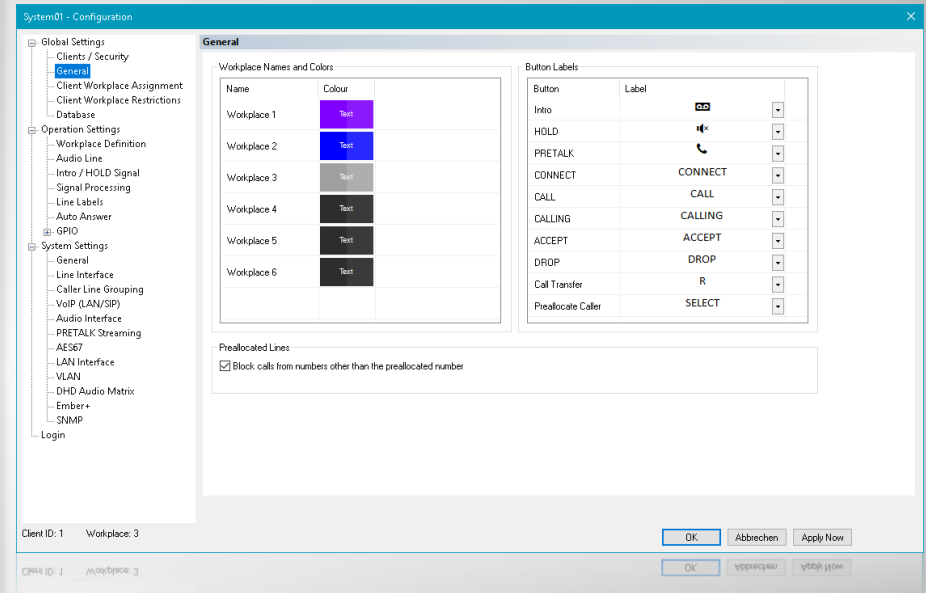 System01 - Configuration
Global Settings
Clients / Security
General
Client Workplace Assignment
Client Workplace Restrictions
Database
Operation Settings
Workplace Definition
Audio Line
Intro / HOLD Signal
Signal Processing
Line Labels
Auto Answer
GPIO
System Settings
General
Line Interface
Caller Line Grouping
VoIP (LAN/SIP)
Audio Interface
PRETALK Streaming
AES67
LAN Interface
VLAN
DHD Audio Matrix
Ember+
SNMP
Login
General
Workplace Names and Colors
Name Colour
Workplace 1 Text
Workplace 2 Text
Workplace 3 Text
Workplace 4 Text
Workplace 5 Text
Workplace 6 Text
Button Labels
Button Label
Intro
HOLD
PRETALK
CONNECT CONNECT
CALL CALL
CALLING CALLING
ACCEPT ACCEPT
DROP DROP
Call Transfer R
Preallocate Caller SELECT
Preallocated Lines
Block calls from numbers other than the preallocated number
Client ID: 1 Workplace: 3
OK Abbrechen Apply Now